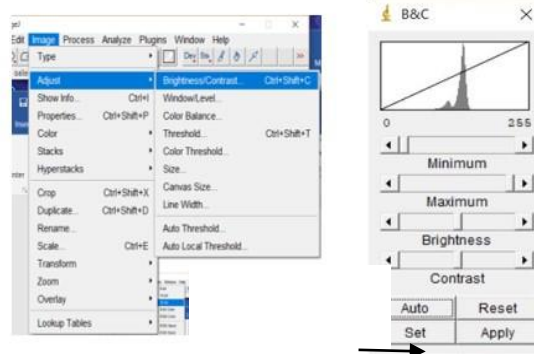 Edit Image Process Analyze Plugins Window Help
Type
Adjust
Show Info... Ctrl+I
Properties... Ctrl+Shift+P
Color
Stacks
Hyperstacks
Crop Ctrl+Shift+X
Duplicate... Ctrl+Shift+D
Rename...
Scale... Ctrl+E
Transform
Zoom
Overlay
Lookup Tables
Brightness/Contrast... Ctrl+Shift+C
Window/Level...
Color Balance...
Threshold... Ctrl+Shift+T
Color Threshold...
Size...
Canvas Size...
Line Width...
Auto Threshold...
Auto Local Threshold...
B&C
0 255
Minimum
Maximum
Brightness
Contrast
Auto Reset
Set Apply